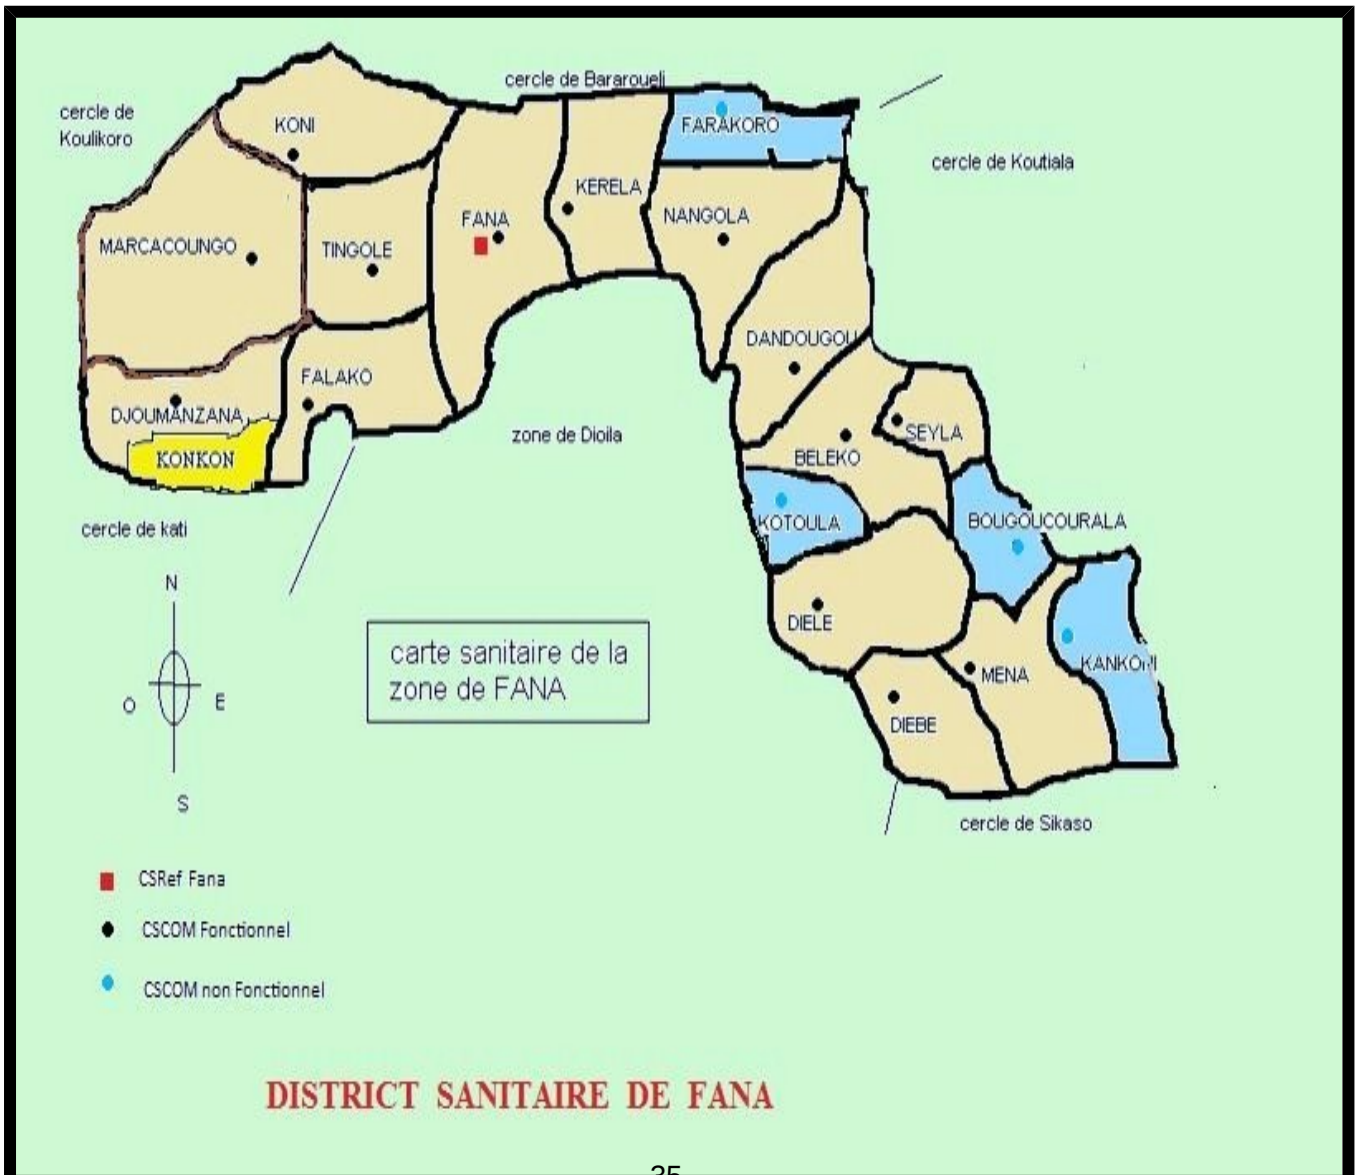 cercle de Bararoueli
cercle de
Koulikoro
KONI
FARAKORO
cercle de Koutiala
KERELA
FANA
NANGOLA
MARCACOUNGO
TINGOLE
DANDOUGOU
FALAKO
DJOUMANZANA
KONKON
zone de Dioila
SEYLA
BELEKO
cercle de kati
KOTOULA
BOUGOUCOURALA
N
DIELE
carte sanitaire de la
zone de FANA
MENA
O
E
DIEBE
S
cercle de Sikaso
CSRef Fana
CSCOM Fonctionnel
CSCOM non Fonctionnel
DISTRICT SANITAIRE DE FANA
35